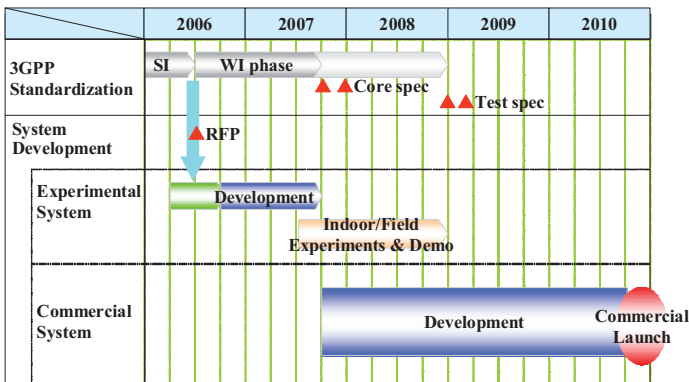 2006 2007 2008 2009 2010
3GPP
Standardization
SI
WI phase
Core spec
Test spec
System
Development
RFP
Experimental
System
Development
Indoor/Field
Experiments & Demo
Commercial
System
Development
Commercial
Launch